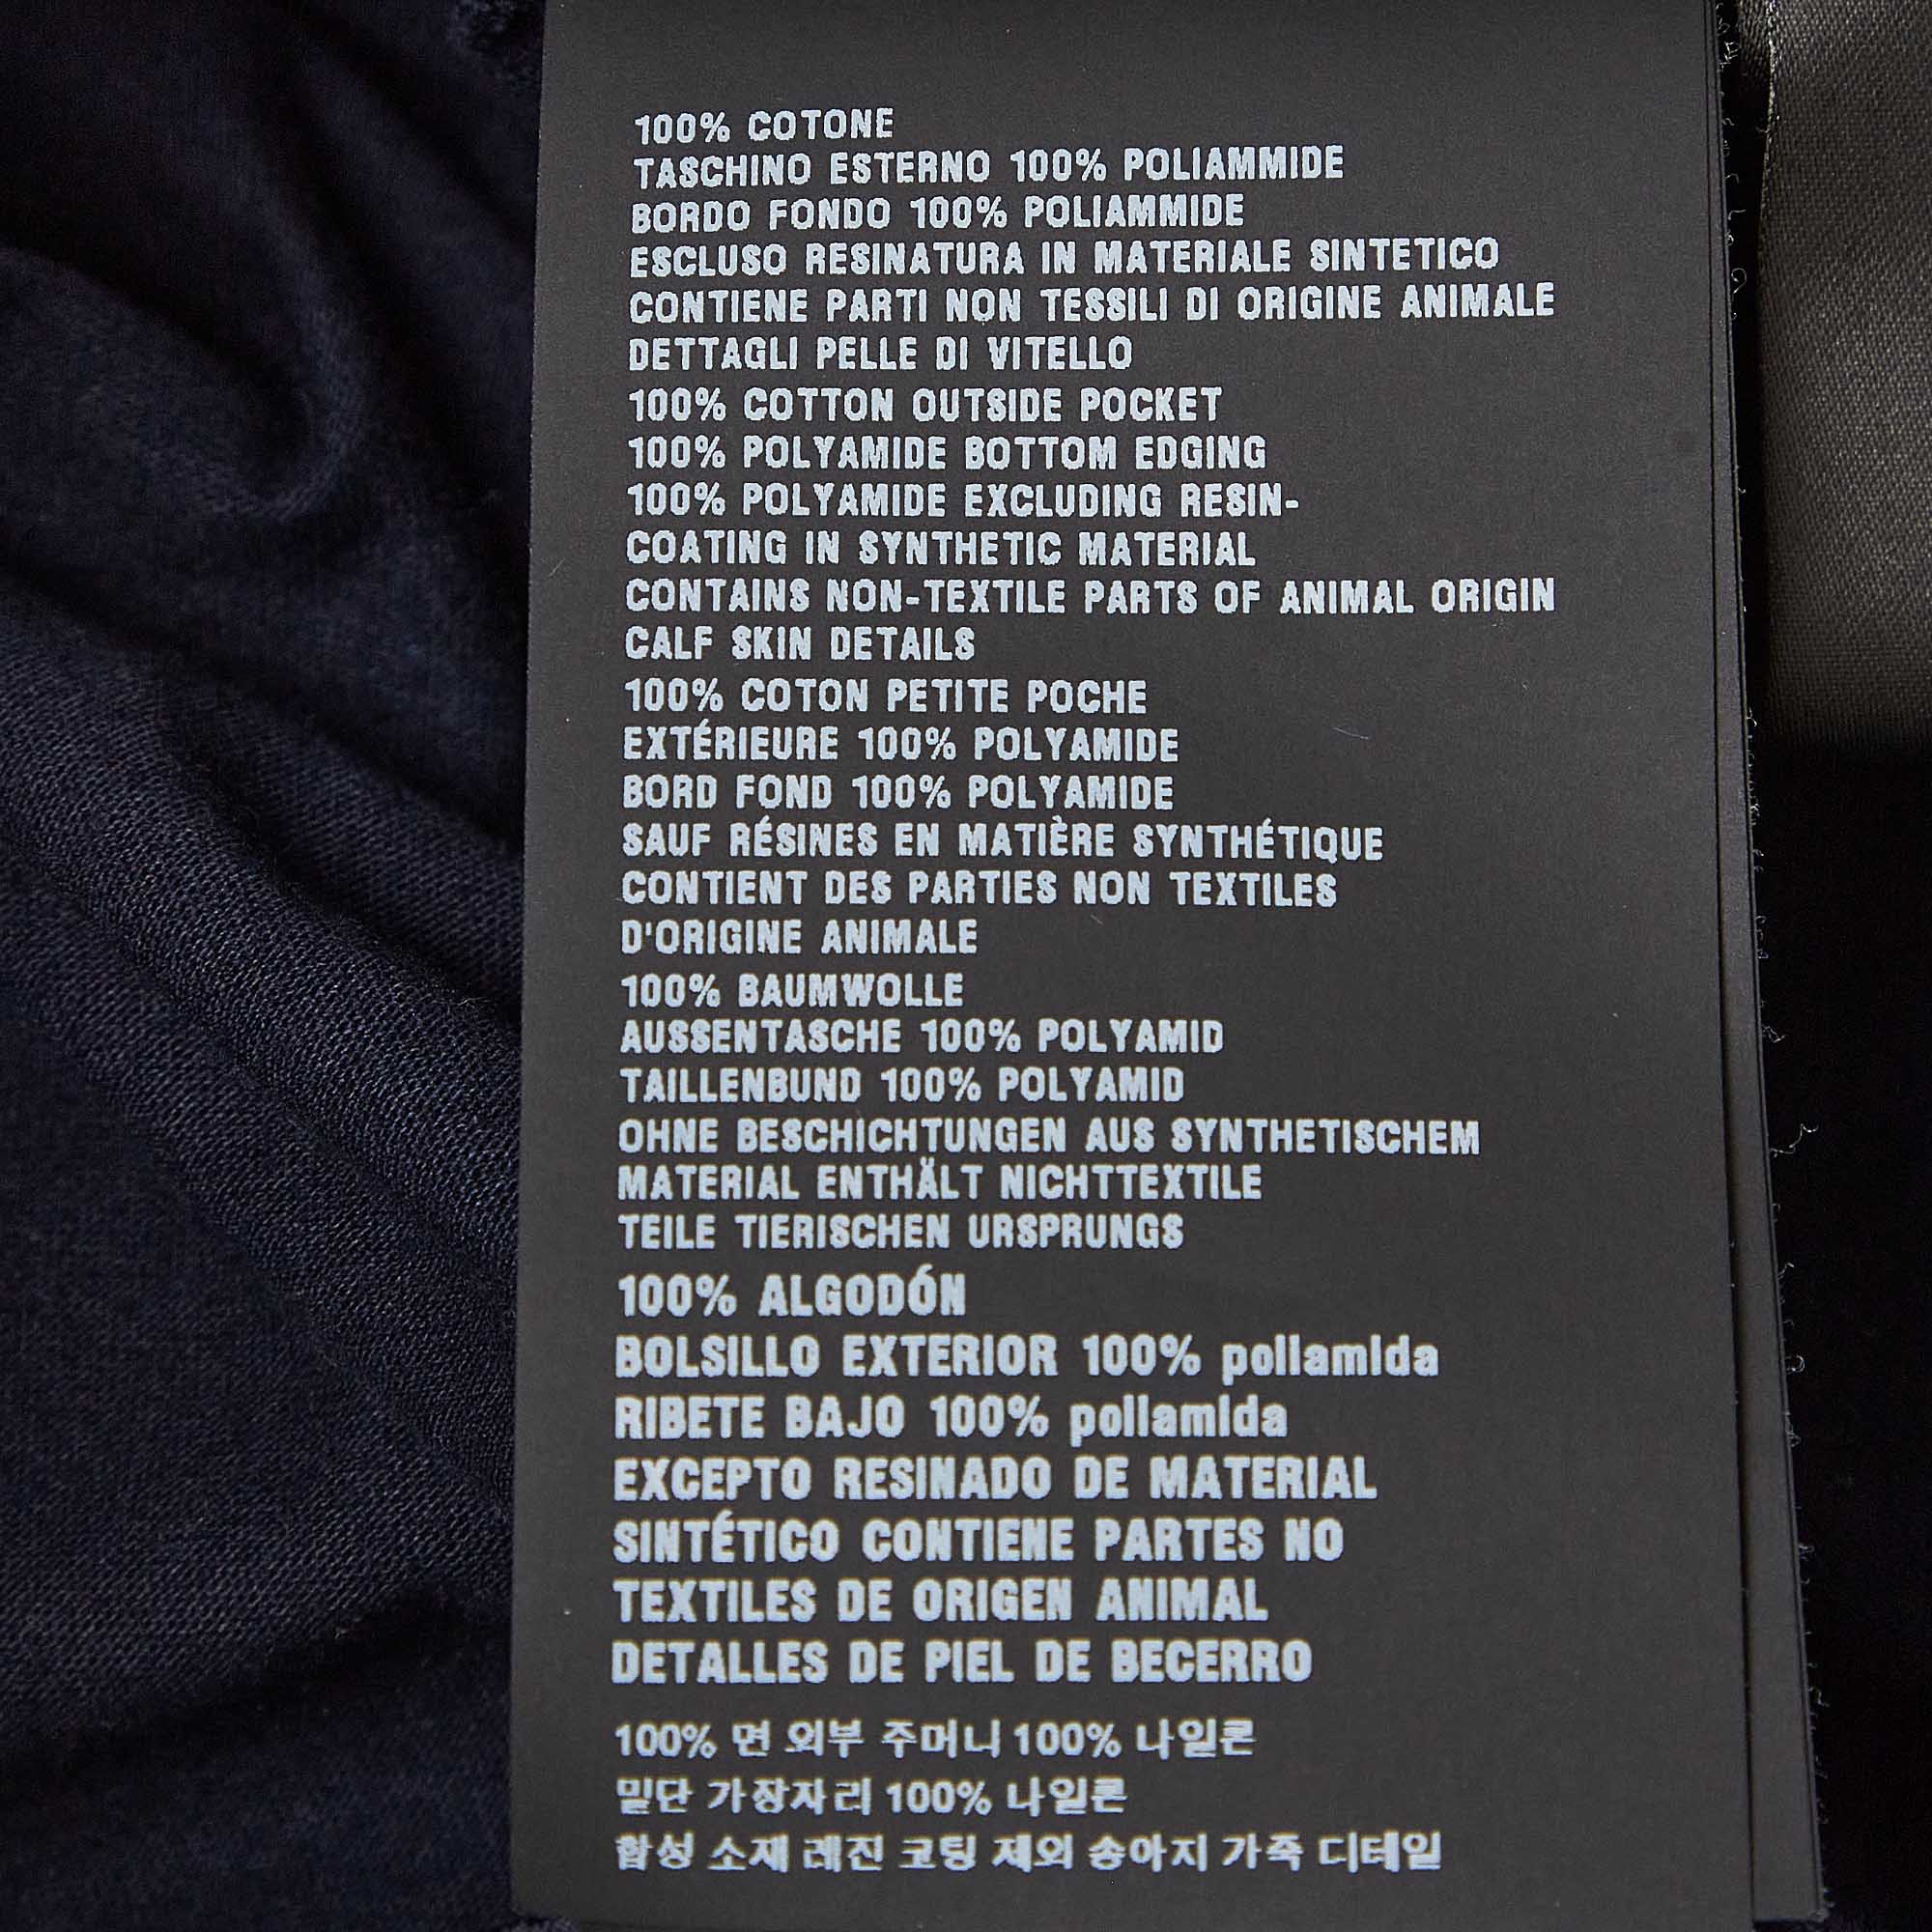 100% COTONE
TASCHINO ESTERNO 100% POLIAMMIDE
BORDO FONDO 100% POLIAMMIDE
ESCLUSO RESINATURA IN MATERIALE SINTETICO
CONTIENE PARTI NON TESSILI DI ORIGINE ANIMALE
DETTAGLI PELLE DI VITELLO
100% COTTON OUTSIDE POCKET
100% POLYAMIDE BOTTOM EDGING
100% POLYAMIDE EXCLUDING RESIN-
COATING IN SYNTHETIC MATERIAL
CONTAINS NON-TEXTILE PARTS OF ANIMAL ORIGIN
CALF SKIN DETAILS
100% COTON PETITE POCHE
EXTÉRIEURE 100% POLYAMIDE
BORD FOND 100% POLYAMIDE
SAUF RÉSINES EN MATIÈRE SYNTHÉTIQUE
CONTIENT DES PARTIES NON TEXTILES
D'ORIGINE ANIMALE
100% BAUMWOLLE
AUSSENTASCHE 100% POLYAMID
TAILLENBUND 100% POLYAMID
OHNE BESCHICHTUNGEN AUS SYNTHETISCHEM
MATERIAL ENTHÄLT NICHTTEXTILE
TEILE TIERISCHEN URSPRUNGS
100% ALGODÓN
BOLSILLO EXTERIOR 100% poliamida
RIBETE BAJO 100% poliamida
EXCEPTO RESINADO DE MATERIAL
SINTÉTICO CONTIENE PARTES NO
TEXTILES DE ORIGEN ANIMAL
DETALLES DE PIEL DE BECERRO
100% 면 외부 주머니 100% 나일론
밑단 가장자리 100% 나일론
합성 소재 레진 코팅 제외 송아지 가죽 디테일